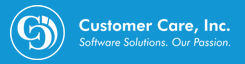 Customer Care, Inc.
Software Solutions. Our Passion.